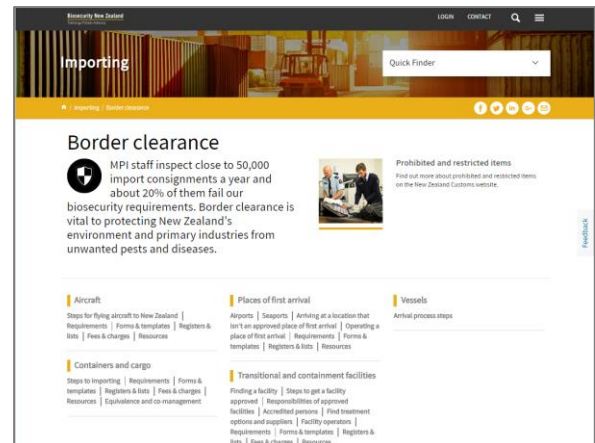 Biosecurity New Zealand
LOGIN CONTACT
Importing
Quick Finder
/ Importing / Border clearance
Border clearance
MPI staff inspect close to 50,000
import consignments a year and
about 20% of them fail our
biosecurity requirements. Border clearance is
vital to protecting New Zealand's
environment and primary industries from
unwanted pests and diseases.
Prohibited and restricted items
Find out more about prohibited and restricted items
on the New Zealand Customs website.
Feedback
Aircraft
Steps for flying aircraft to New Zealand |
Requirements | Forms & templates | Registers &
lists | Fees & charges | Resources
Containers and cargo
Steps to importing | Requirements | Forms &
templates | Registers & lists | Fees & charges |
Resources | Equivalence and co-management
Places of first arrival
Airports | Seaports | Arriving at a location that
isn't an approved place of first arrival | Operating a
place of first arrival | Requirements | Forms &
templates | Registers & lists | Resources
Transitional and containment facilities
Finding a facility | Steps to get a facility
approved | Responsibilities of approved
facilities | Accredited persons | Find treatment
options and suppliers | Facility operators |
Requirements | Forms & templates | Registers &
lists | Fees & charges | Resources
Vessels
Arrival process steps